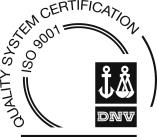 QUALITY SYSTEM CERTIFICATION
ISO 9001
DNV